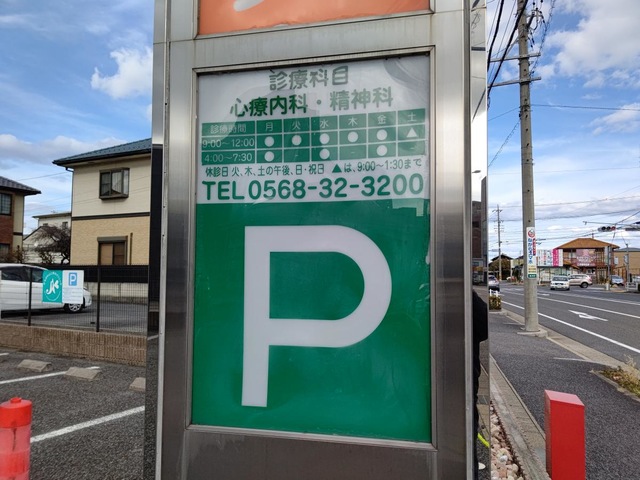 診療科目
心療内科・精神科
診療時間 月 火 水 木 金 土
9:00~12:00 ● ● ● ● ● ▲
4:00~7:30 ● / ● / ● /
休診日 火、木、土の午後、日・祝日 ▲は、9:00~1:30まで
TEL0568-32-3200
P
P